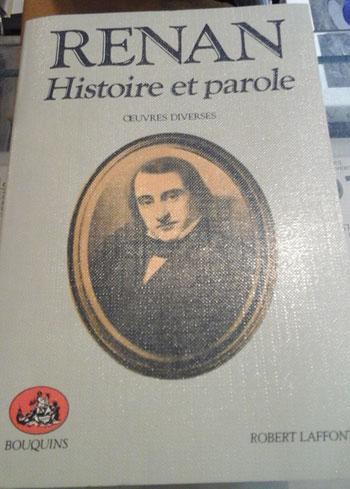 RENAN
Histoire et parole
ŒUVRES DIVERSES
BOUQUINS
ROBERT LAFFONT